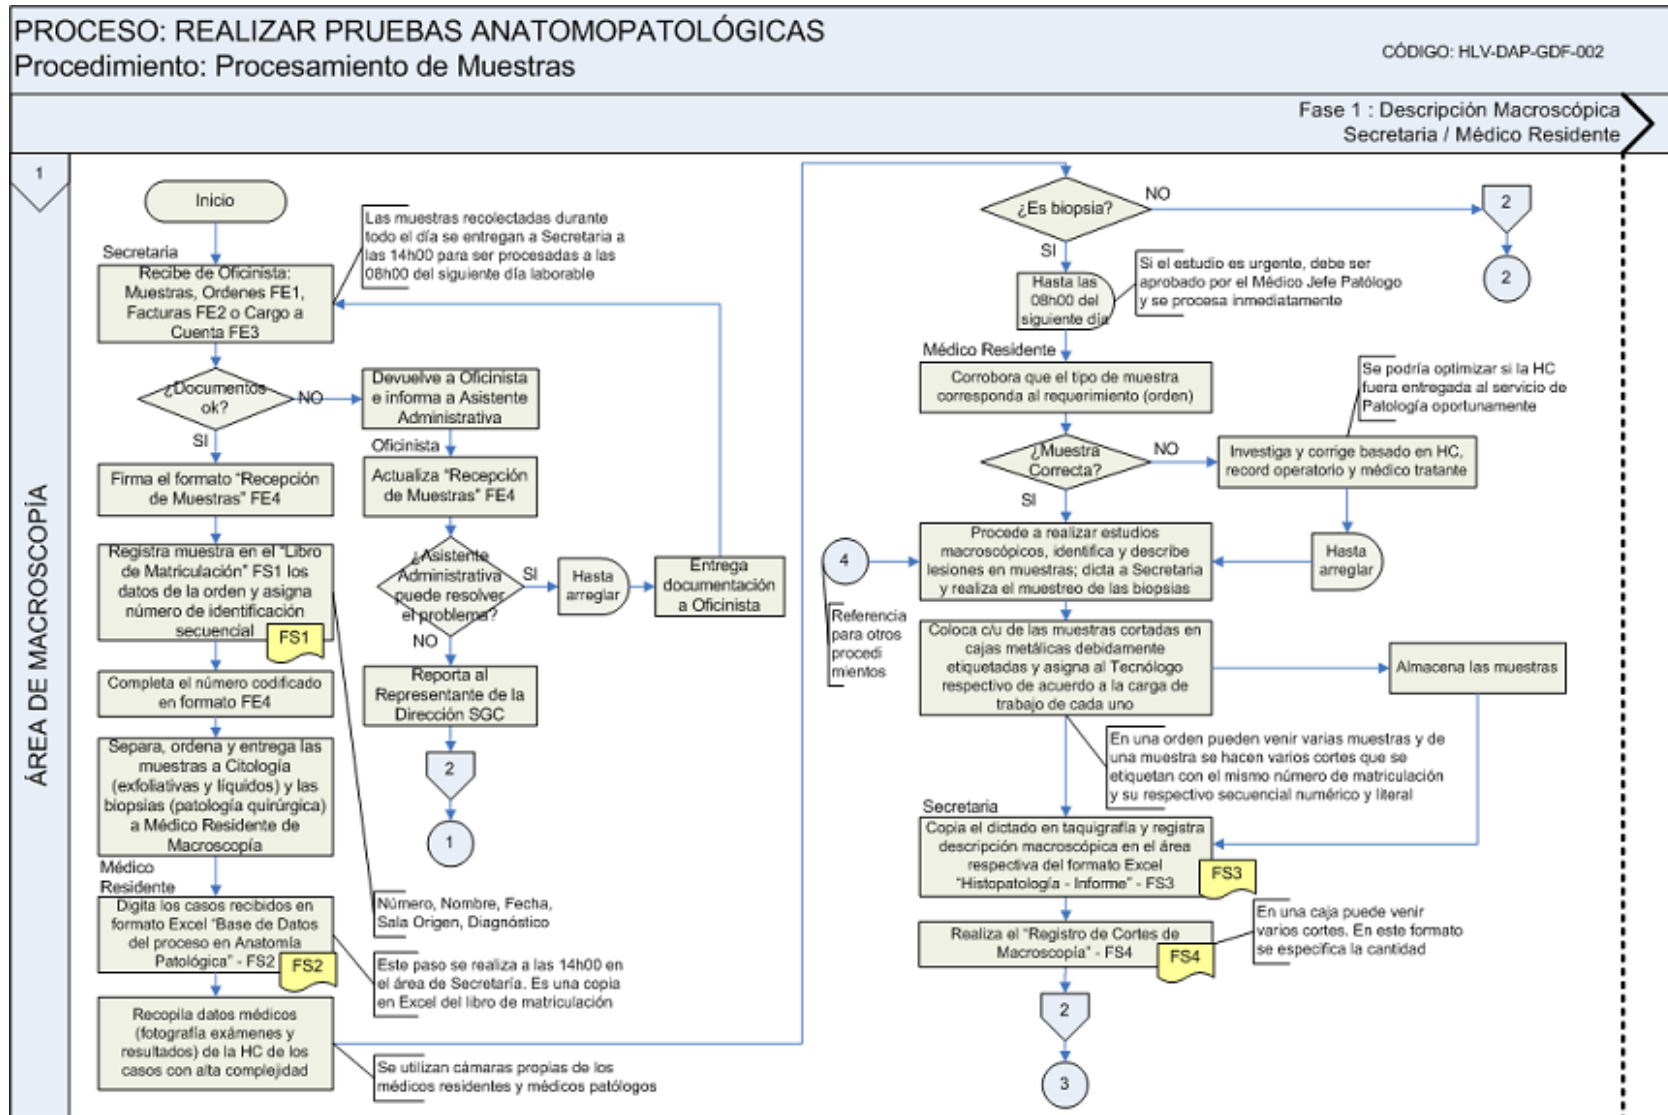 PROCESO: REALIZAR PRUEBAS ANATOMOPATOLÓGICAS
Procedimiento: Procesamiento de Muestras
CÓDIGO: HLV-DAP-GDF-002
Fase 1 : Descripción Macroscópica
Secretaria / Médico Residente
1
ÁREA DE MACROSCOPÍA
Inicio
Las muestras recolectadas durante
todo el día se entregan a Secretaria a
las 14h00 para ser procesadas a las
08h00 del siguiente día laborable
Secretaria
Recibe de Oficinista:
Muestras, Ordenes FE1,
Facturas FE2 o Cargo a
Cuenta FE3
¿Documentos
ok?
NO
SI
Devuelve a Oficinista
e informa a Asistente
Administrativa
Oficinista
Actualiza "Recepción
de Muestras" FE4
¿Asistente
Administrativa
puede resolver
el problema?
SI
Hasta
arreglar
Entrega
documentación
a Oficinista
NO
Reporta al
Representante de la
Dirección SGC
2
1
Firma el formato "Recepción
de Muestras" FE4
Registra muestra en el "Libro
de Matriculación" FS1 los
datos de la orden y asigna
número de identificación
secuencial
FS1
Completa el número codificado
en formato FE4
Separa, ordena y entrega las
muestras a Citología
(exfoliativas y líquidos) y las
biopsias (patología quirúrgica)
a Médico Residente de
Macroscopía
Médico
Residente
Digita los casos recibidos en
formato Excel "Base de Datos
del proceso en Anatomía
Patológica" - FS2
FS2
Número, Nombre, Fecha,
Sala Origen, Diagnóstico
Este paso se realiza a las 14h00 en
el área de Secretaría. Es una copia
en Excel del libro de matriculación
Recopila datos médicos
(fotografía exámenes y
resultados) de la HC de los
casos con alta complejidad
Se utilizan cámaras propias de los
médicos residentes y médicos patólogos
¿Es biopsia?
NO
2
2
SI
Hasta las
08h00 del
siguiente día
Si el estudio es urgente, debe ser
aprobado por el Médico Jefe Patólogo
y se procesa inmediatamente
Médico Residente
Corrobora que el tipo de muestra
corresponda al requerimiento (orden)
Se podría optimizar si la HC
fuera entregada al servicio de
Patología oportunamente
¿Muestra
Correcta?
NO
Investiga y corrige basado en HC,
record operatorio y médico tratante
SI
Hasta
arreglar
4
Referencia
para otros
procedi
mientos
Procede a realizar estudios
macroscópicos, identifica y describe
lesiones en muestras; dicta a Secretaria
y realiza el muestreo de las biopsias
Coloca c/u de las muestras cortadas en
cajas metálicas debidamente
etiquetadas y asigna al Tecnólogo
respectivo de acuerdo a la carga de
trabajo de cada uno
Almacena las muestras
En una orden pueden venir varias muestras y de
una muestra se hacen varios cortes que se
etiquetan con el mismo número de matriculación
y su respectivo secuencial numérico y literal
Secretaria
Copia el dictado en taquigrafía y registra
descripción macroscópica en el área
respectiva del formato Excel
"Histopatología - Informe" - FS3
FS3
Realiza el "Registro de Cortes de
Macroscopía" - FS4
FS4
En una caja puede venir
varios cortes. En este formato
se especifica la cantidad
2
3